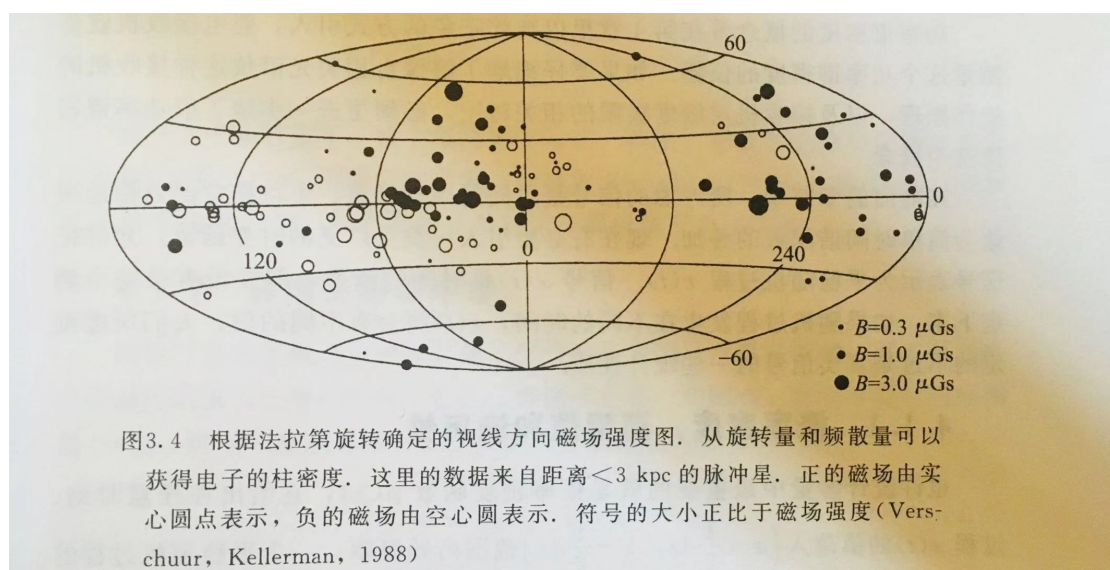 60
0
0
120
240
-60
B=0.3 μGs
B=1.0 μGs
B=3.0 μGs
图3.4 根据法拉第旋转确定的视线方向磁场强度图.从旋转量和频散量可以
获得电子的柱密度.这里的数据来自距离<3 kpc的脉冲星.正的磁场由实
心圆点表示,负的磁场由空心圆表示.符号的大小正比于磁场强度(Vers-
chuur, Kellerman, 1988)